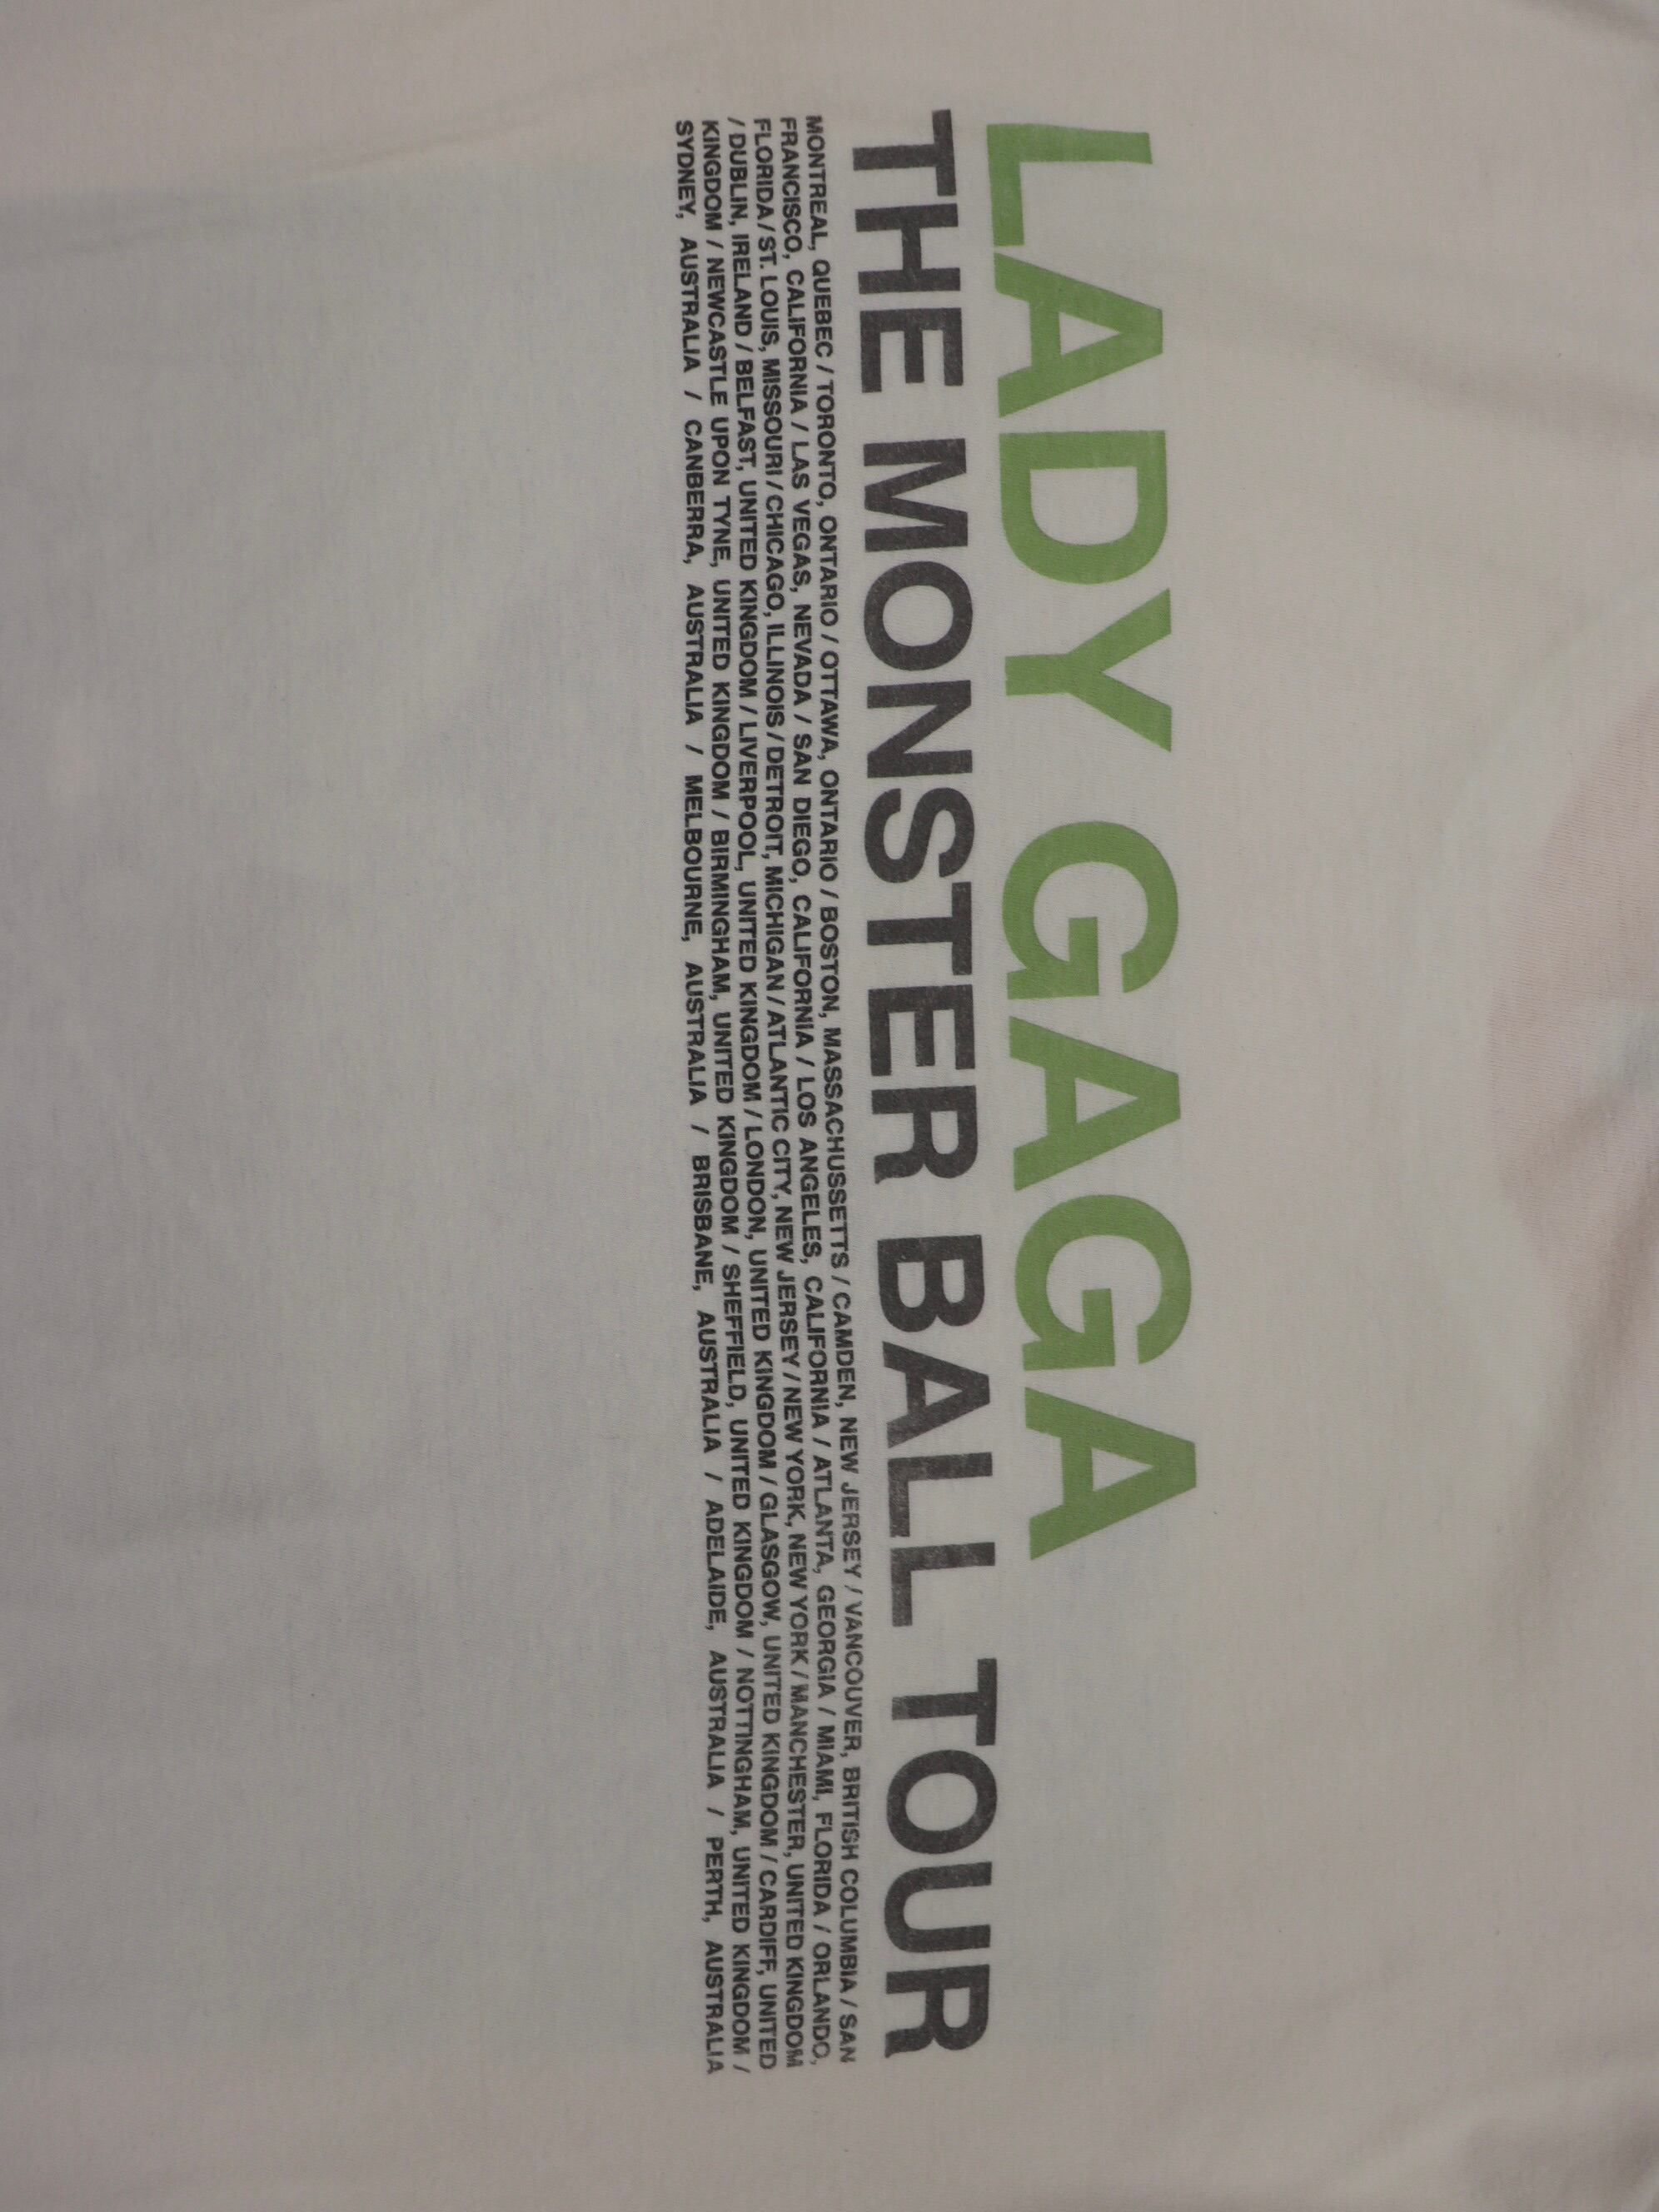 LADY GAGA
THE MONSTER BALL TOUR
MONTREAL, QUEBEC / TORONTO, ONTARIO / OTTAWA, ONTARIO / BOSTON, MASSACHUSSETTS / CAMDEN, NEW JERSEY / VANCOUVER, BRITISH COLUMBIA / SAN
FRANCISCO, CALIFORNIA / LAS VEGAS, NEVADA / SAN DIEGO, CALIFORNIA / LOS ANGELES, CALIFORNIA / ATLANTA, GEORGIA / MIAMI, FLORIDA / ORLANDO,
FLORIDA / ST. LOUIS, MISSOURI / CHICAGO, ILLINOIS / DETROIT, MICHIGAN / ATLANTIC CITY, NEW JERSEY / NEW YORK, NEW YORK / MANCHESTER, UNITED KINGDOM
/ DUBLIN, IRELAND / BELFAST, UNITED KINGDOM / LIVERPOOL, UNITED KINGDOM / LONDON, UNITED KINGDOM / GLASGOW, UNITED KINGDOM / CARDIFF, UNITED
KINGDOM / NEWCASTLE UPON TYNE, UNITED KINGDOM / BIRMINGHAM, UNITED KINGDOM / SHEFFIELD, UNITED KINGDOM / NOTTINGHAM, UNITED KINGDOM /
SYDNEY, AUSTRALIA / CANBERRA, AUSTRALIA / MELBOURNE, AUSTRALIA / BRISBANE, AUSTRALIA / ADELAIDE, AUSTRALIA / PERTH, AUSTRALIA